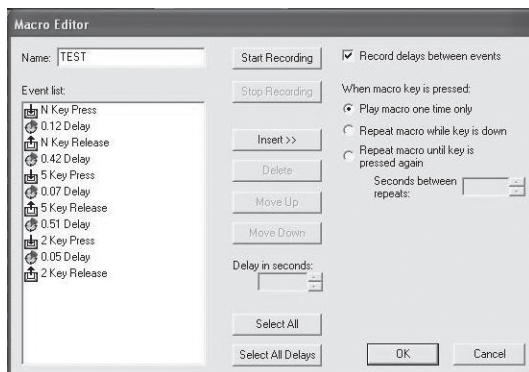 Macro Editor
Name: TEST
Event list:
N Key Press
0.12 Delay
N Key Release
0.42 Delay
5 Key Press
0.07 Delay
5 Key Release
0.51 Delay
2 Key Press
0.05 Delay
2 Key Release
Start Recording
Stop Recording
Insert >>
Delete
Move Up
Move Down
Delay in seconds:
Select All
Select All Delays
Record delays between events
When macro key is pressed:
Play macro one time only
Repeat macro while key is down
Repeat macro until key is
pressed again
Seconds between
repeats:
OK
Cancel